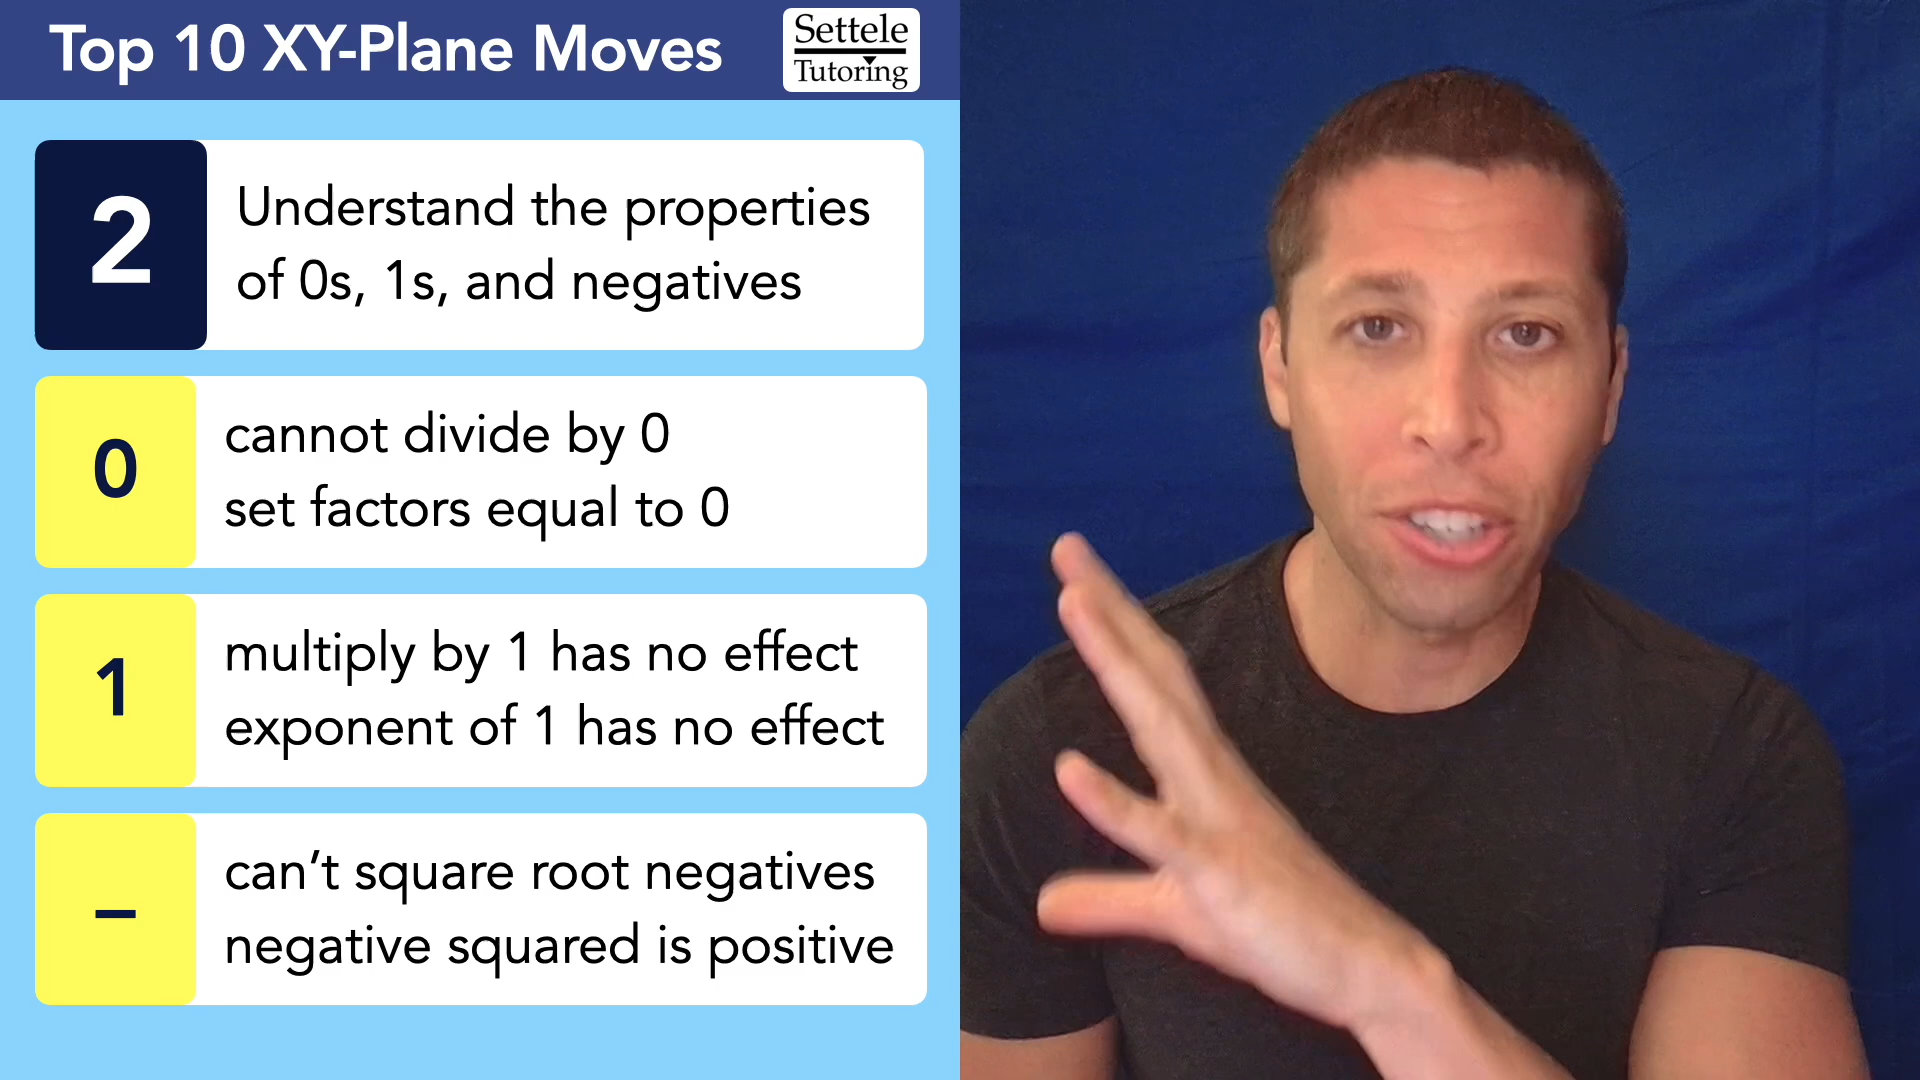 Top 10 XY-Plane Moves
Settele
Tutoring
2
Understand the properties
of 0s, 1s, and negatives
0
cannot divide by 0
set factors equal to 0
1
multiply by 1 has no effect
exponent of 1 has no effect
–
can’t square root negatives
negative squared is positive